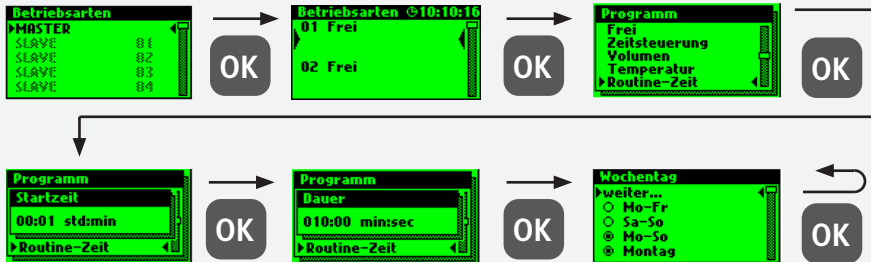 Betriebsarten
MASTER
SLAVE 01
SLAVE 02
SLAVE 03
SLAVE 04
OK
Betriebsarten 10:10:16
01 Frei
02 Frei
OK
Programm
Frei
Zeitsteuerung
Volumen
Temperatur
Routine-Zeit
OK
Programm
Startzeit
00:01 std:min
Routine-Zeit
OK
Programm
Dauer
010:00 min:sec
Routine-Zeit
OK
Wochentag
weiter...
Mo-Fr
Sa-So
Mo-So
Montag
OK